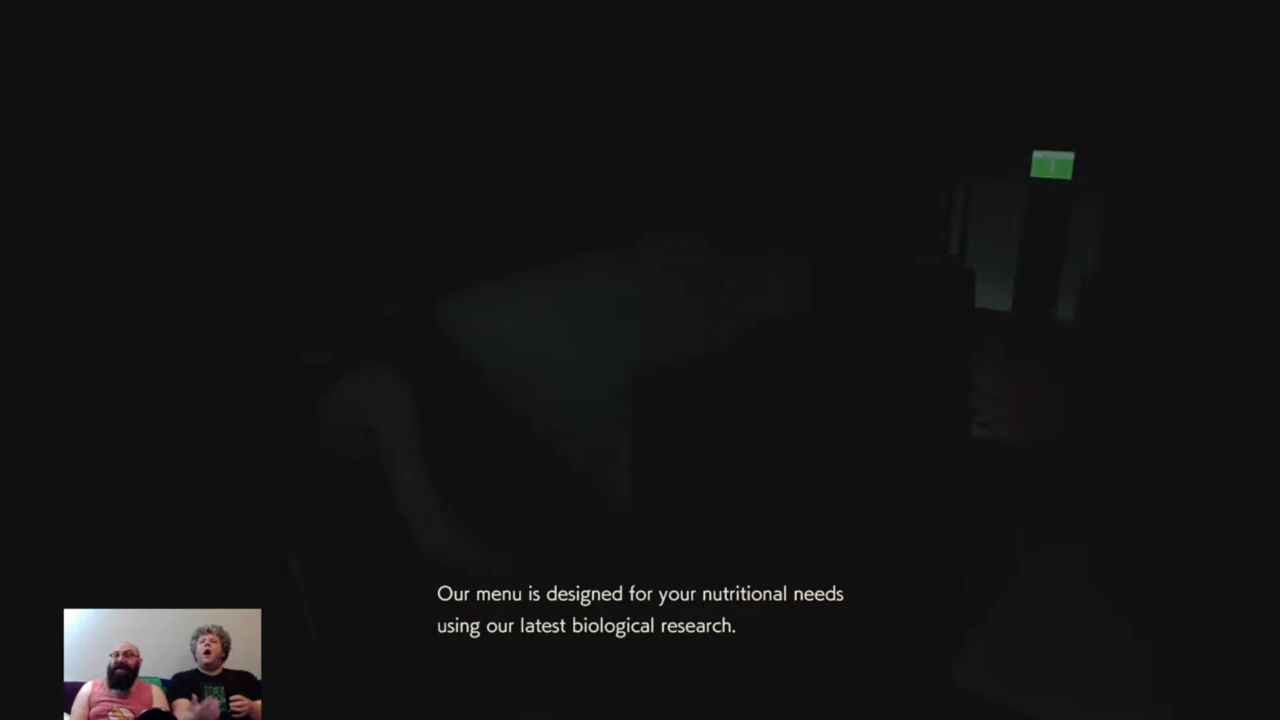 Our menu is designed for your nutritional needs
using our latest biological research.